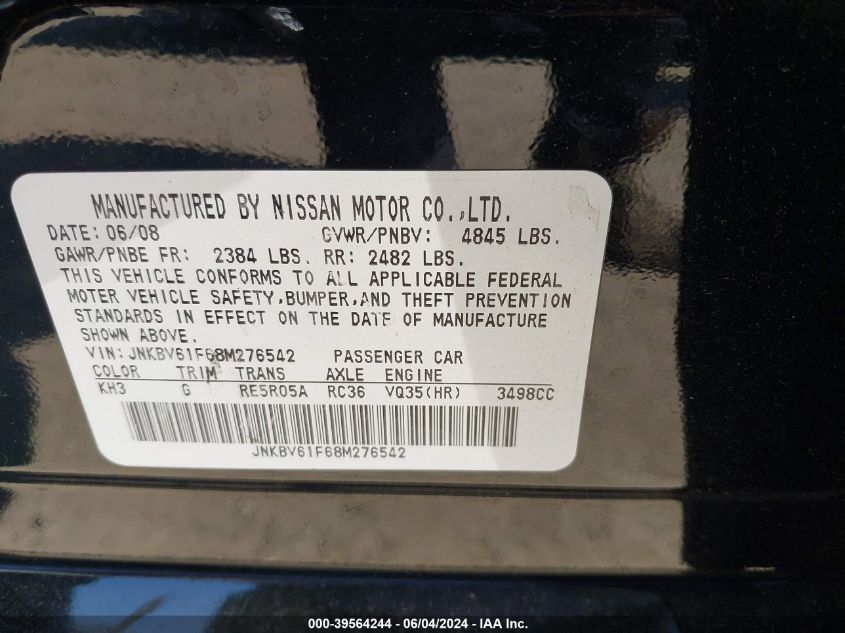 MANUFACTURED BY NISSAN MOTOR CO.,LTD.
DATE: 06/08 GVWR/PNBV: 4845 LBS.
GAWR/PNBE FR: 2384 LBS. RR: 2482 LBS.
THIS VEHICLE CONFORMS TO ALL APPLICABLE FEDERAL
MOTER VEHICLE SAFETY,BUMPER,AND THEFT PREVENTION
STANDARDS IN EFFECT ON THE DATE OF MANUFACTURE
SHOWN ABOVE.
VIN: JNKBV61F68M276542 PASSENGER CAR
COLOR TRIM TRANS AXLE ENGINE
KH3 G RE5R05A RC36 VQ35(HR) 3498CC
JNKBV61F68M276542
000-39564244 - 06/04/2024 - IAA Inc.